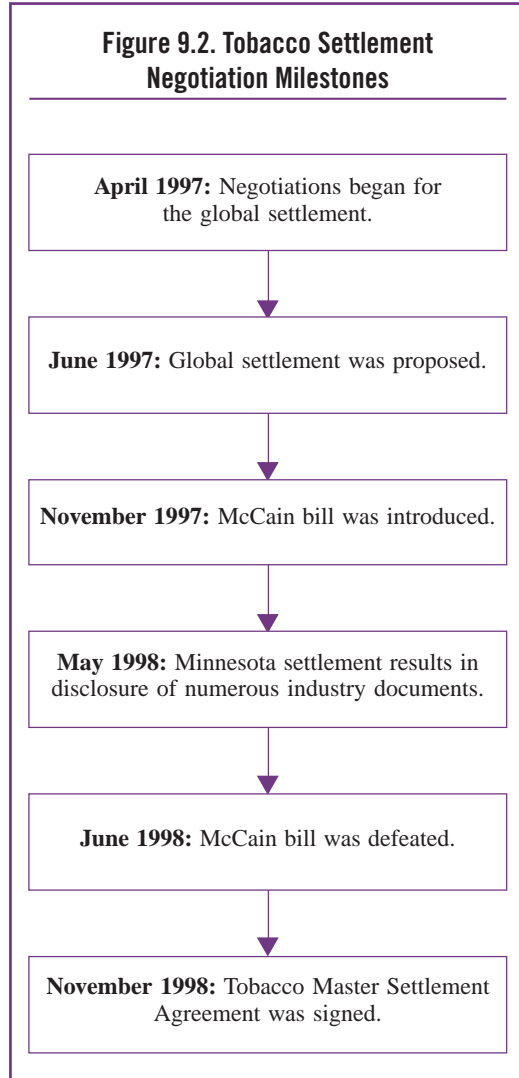 Figure 9.2. Tobacco Settlement
Negotiation Milestones
April 1997: Negotiations began for
the global settlement.
June 1997: Global settlement was proposed.
November 1997: McCain bill was introduced.
May 1998: Minnesota settlement results in
disclosure of numerous industry documents.
June 1998: McCain bill was defeated.
November 1998: Tobacco Master Settlement
Agreement was signed.